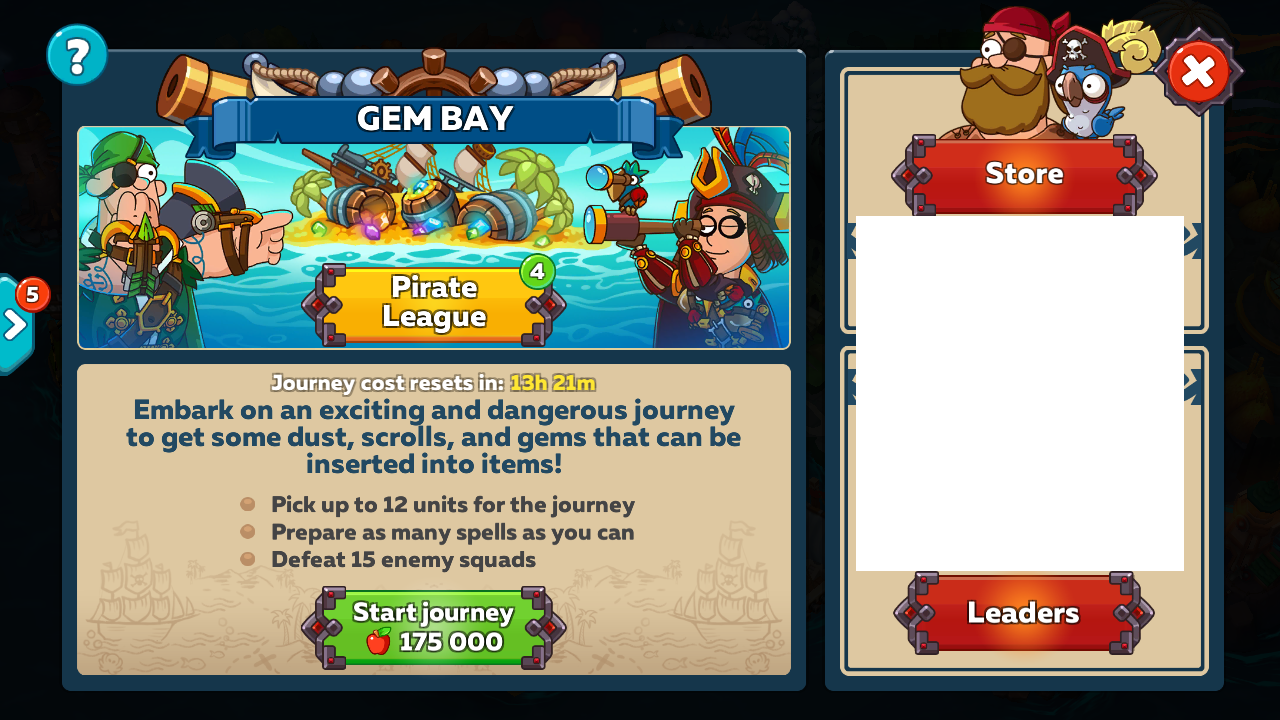 ?
GEM BAY
Store
5
Pirate
League
4
Journey cost resets in: 13h 21m
Embark on an exciting and dangerous journey
to get some dust, scrolls, and gems that can be
inserted into items!
Pick up to 12 units for the journey
Prepare as many spells as you can
Defeat 15 enemy squads
Start journey
175 000
Leaders